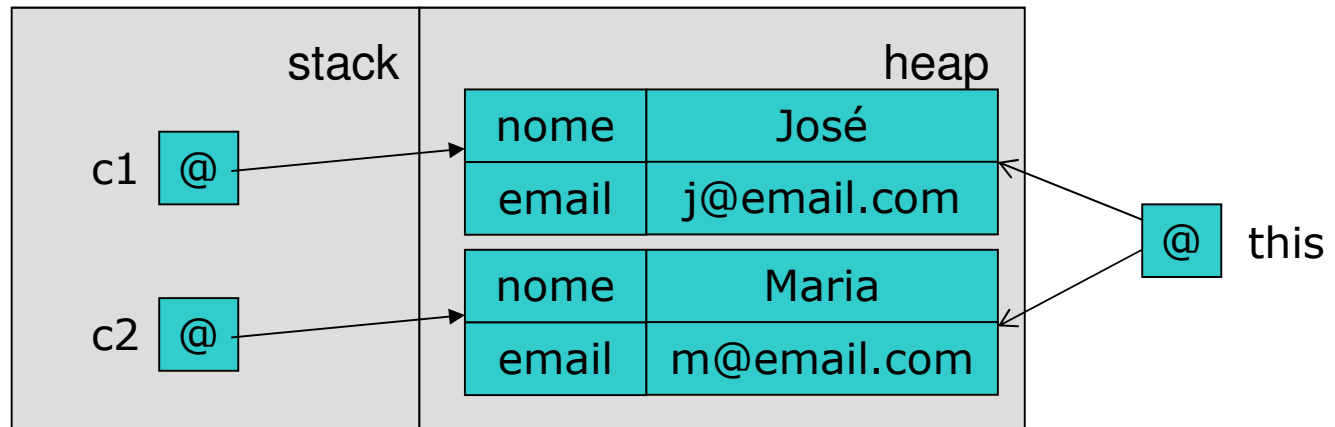 stack heap
nome José
c1 @
email j@email.com
@ this
nome Maria
c2 @
email m@email.com